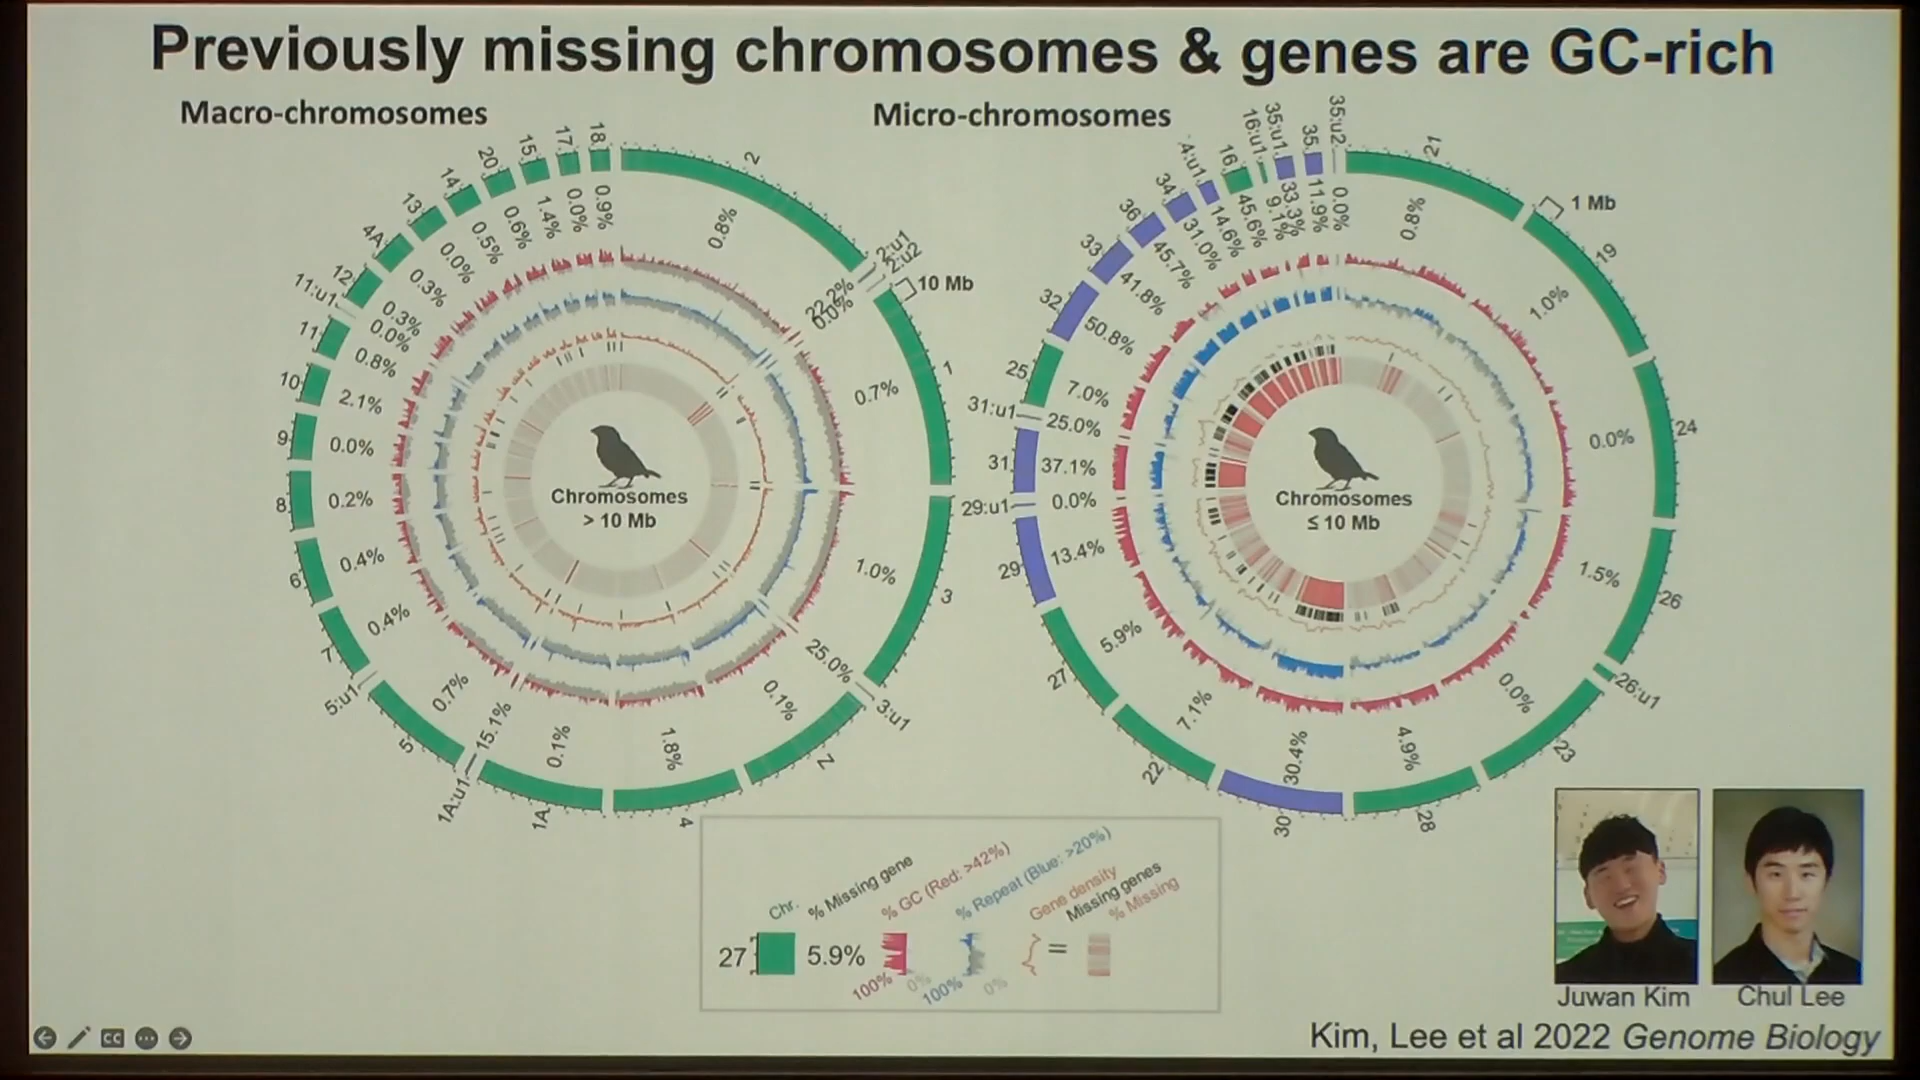 Previously missing chromosomes & genes are GC-rich
Macro-chromosomes
Micro-chromosomes
2
0.8%
2:u1
22.2%
2:u2
0.0%
10 Mb
1
0.7%
3
1.0%
3:u1
25.0%
Z
0.1%
4
1.8%
1A
0.1%
1A:u1
15.1%
5
0.7%
5:u1
7
0.4%
6
0.4%
8
0.2%
9
0.0%
10
2.1%
11
0.8%
11:u1
0.0%
12
0.3%
4A
0.3%
13
0.0%
14
0.5%
20
0.6%
15
1.4%
17
0.0%
18
0.9%
Chromosomes
> 10 Mb
21
0.8%
1 Mb
19
1.0%
24
0.0%
26
1.5%
26:u1
23
0.0%
28
4.9%
30
30.4%
22
7.1%
27
5.9%
29
13.4%
29:u1
0.0%
31
37.1%
31:u1
25.0%
25
7.0%
32
50.8%
33
41.8%
36
45.7%
34
31.0%
4:u1
14.6%
16
45.6%
16:u1
9.1%
35:u1
33.3%
35
11.9%
35:u2
0.0%
Chromosomes
≤ 10 Mb
Chr.
% Missing gene
% GC (Red: >42%)
% Repeat (Blue: >20%)
Gene density
Missing genes
% Missing
27
5.9%
=
100%
0%
100%
0%
Juwan Kim
Chul Lee
Kim, Lee et al 2022 Genome Biology
CC